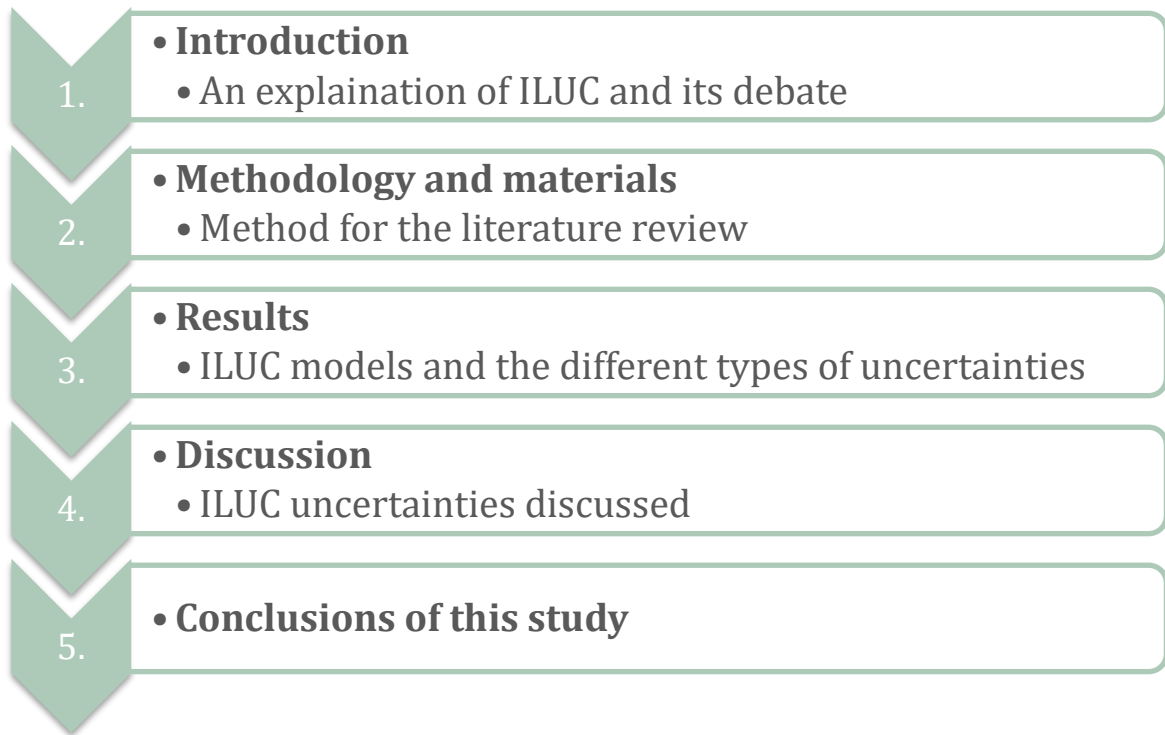 1.
• Introduction
• An explaination of ILUC and its debate
2.
• Methodology and materials
• Method for the literature review
3.
• Results
• ILUC models and the different types of uncertainties
4.
• Discussion
• ILUC uncertainties discussed
5.
• Conclusions of this study